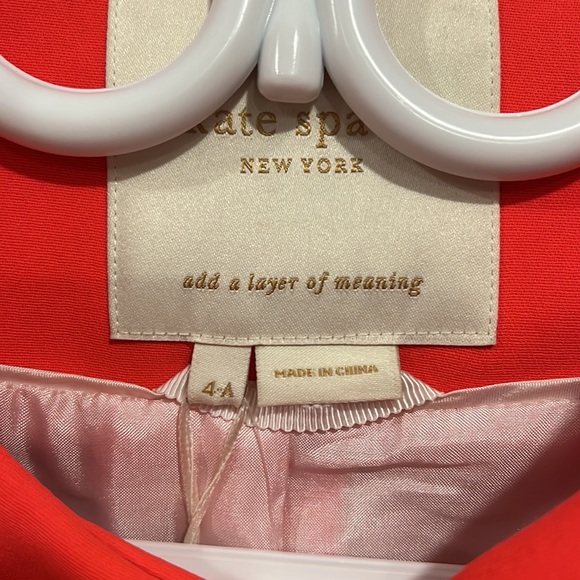 kate spa
NEW YORK
add a layer of meaning
4-A
MADE IN CHINA